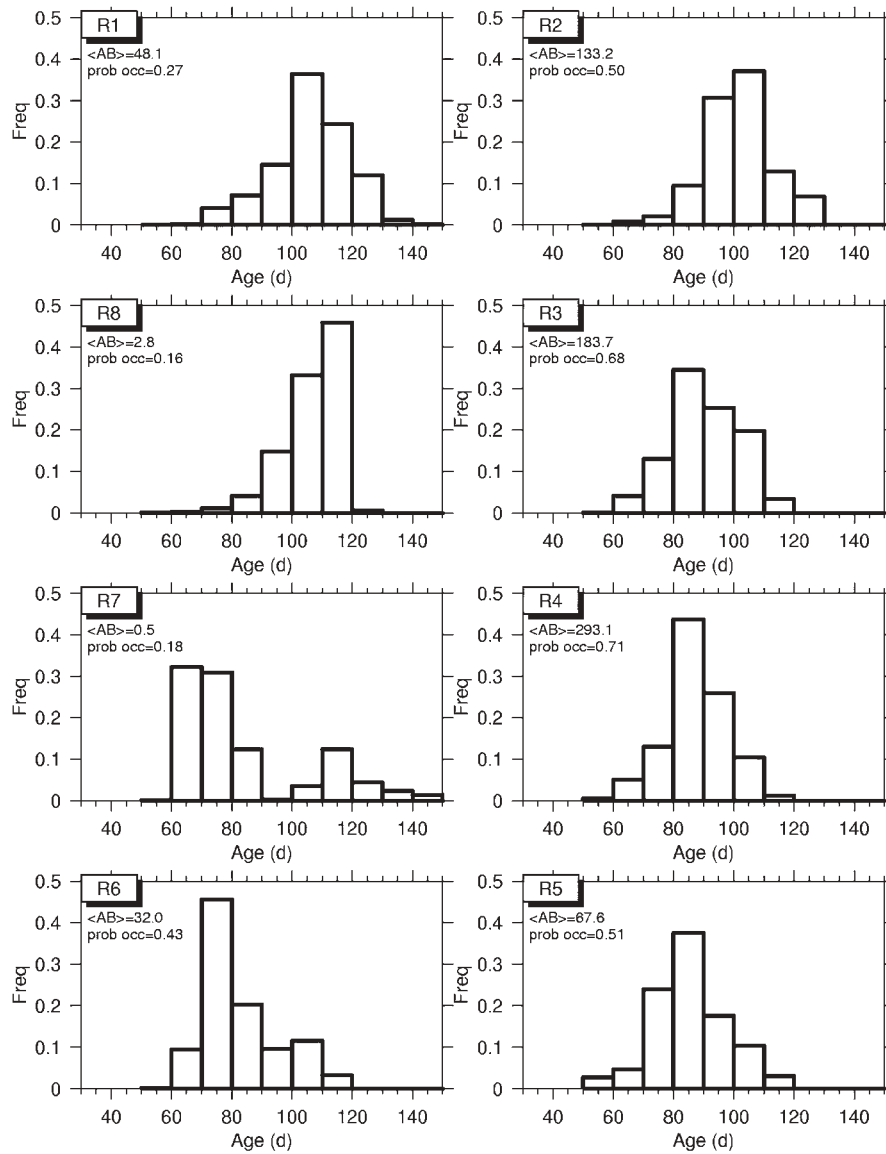 R1
<AB>=48.1
prob occ=0.27
0.5
0.4
0.3
0.2
0.1
0
Freq
40 60 80 100 120 140
Age (d)
R2
<AB>=133.2
prob occ=0.50
0.5
0.4
0.3
0.2
0.1
0
Freq
40 60 80 100 120 140
Age (d)
R8
<AB>=2.8
prob occ=0.16
0.5
0.4
0.3
0.2
0.1
0
Freq
40 60 80 100 120 140
Age (d)
R3
<AB>=183.7
prob occ=0.68
0.5
0.4
0.3
0.2
0.1
0
Freq
40 60 80 100 120 140
Age (d)
R7
<AB>=0.5
prob occ=0.18
0.5
0.4
0.3
0.2
0.1
0
Freq
40 60 80 100 120 140
Age (d)
R4
<AB>=293.1
prob occ=0.71
0.5
0.4
0.3
0.2
0.1
0
Freq
40 60 80 100 120 140
Age (d)
R6
<AB>=32.0
prob occ=0.43
0.5
0.4
0.3
0.2
0.1
0
Freq
40 60 80 100 120 140
Age (d)
R5
<AB>=67.6
prob occ=0.51
0.5
0.4
0.3
0.2
0.1
0
Freq
40 60 80 100 120 140
Age (d)